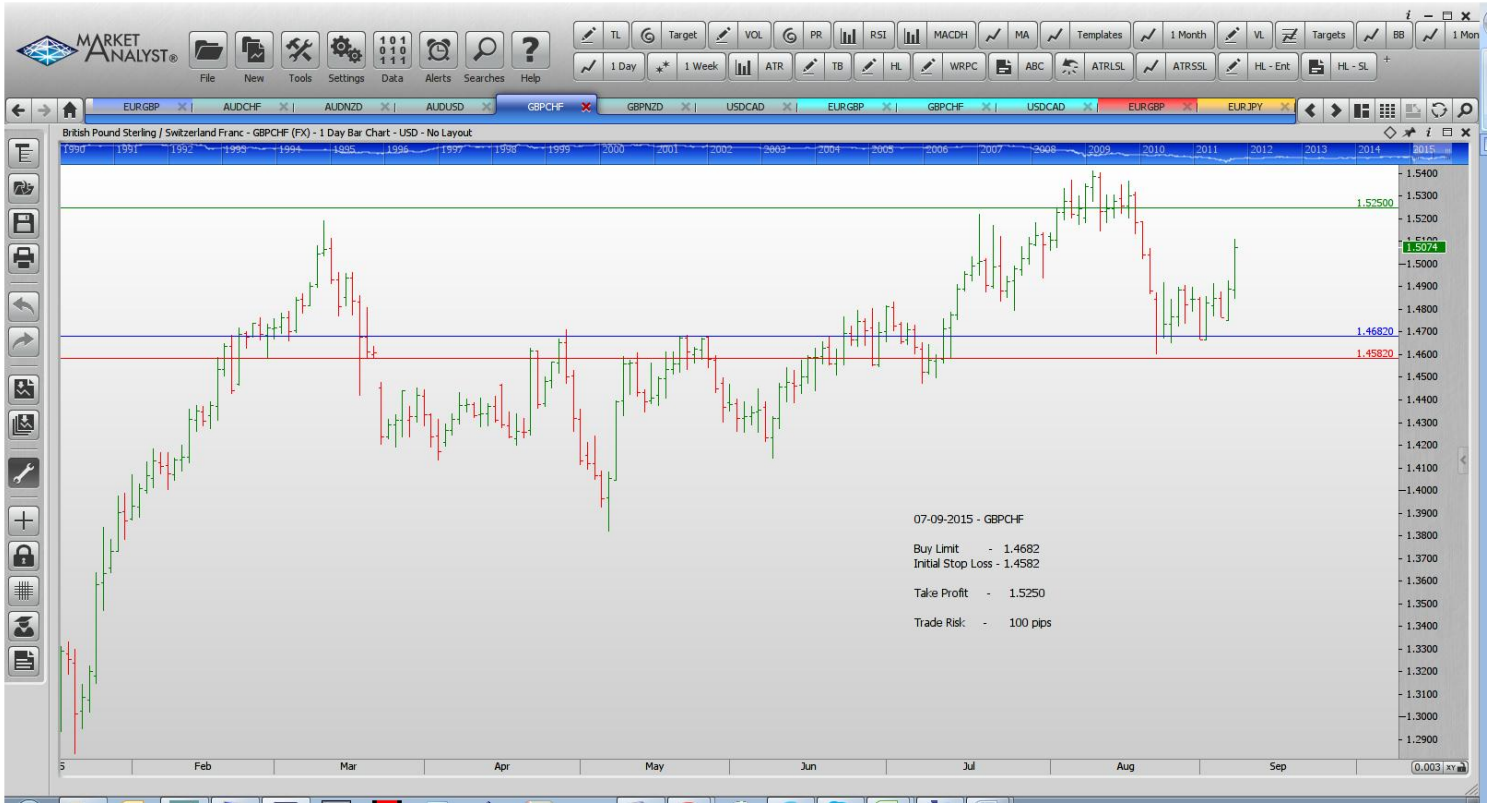 MARKET
ANALYST®
File New Tools Settings Data Alerts Searches Help
101
010
111
TL Target VOL PR RSI MACDH MA Templates 1 Month VL Targets BB 1 Mon
1 Day 1 Week ATR TB HL WRPC ABC ATRLSL ATRSSL HL - Ent HL - SL
EURGBP AUDCHF AUDNZD AUDUSD GBPCHF GBPNZD USDCAD EURGBP GBPCHF USDCAD EURGBP EURJPY
British Pound Sterling / Switzerland Franc - GBPCHF (FX) - 1 Day Bar Chart - USD - No Layout
1990 1991 1992 1993 1994 1995 1996 1997 1998 1999 2000 2001 2002 2003 2004 2005 2006 2007 2008 2009 2010 2011 2012 2013 2014 2015
1.5400
1.5300
1.52500
1.5200
1.5100
1.5074
1.5000
1.4900
1.4800
1.4700
1.46820
1.4600
1.45820
1.4500
1.4400
1.4300
1.4200
1.4100
1.4000
1.3900
1.3800
1.3700
1.3600
1.3500
1.3400
1.3300
1.3200
1.3100
1.3000
1.2900
07-09-2015 - GBPCHF
Buy Limit - 1.4682
Initial Stop Loss - 1.4582
Take Profit - 1.5250
Trade Risk - 100 pips
5 Feb Mar Apr May Jun Jul Aug Sep
0.003 XY